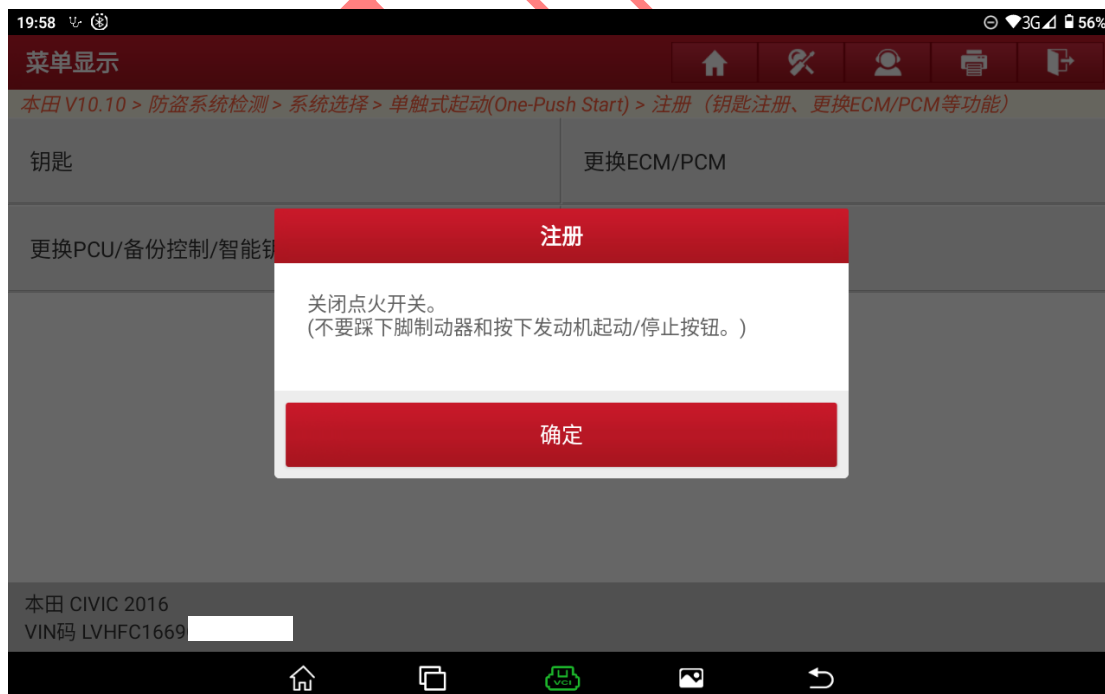 19:58
3G 56%
菜单显示
本田 V10.10 > 防盗系统检测 > 系统选择 > 单触式起动(One-Push Start) > 注册（钥匙注册、更换ECM/PCM等功能）
钥匙
更换ECM/PCM
更换PCU/备份控制/智能钥
注册
关闭点火开关。
(不要踩下脚制动器和按下发动机起动/停止按钮。)
确定
本田 CIVIC 2016
VIN码 LVHFC1669
VCI